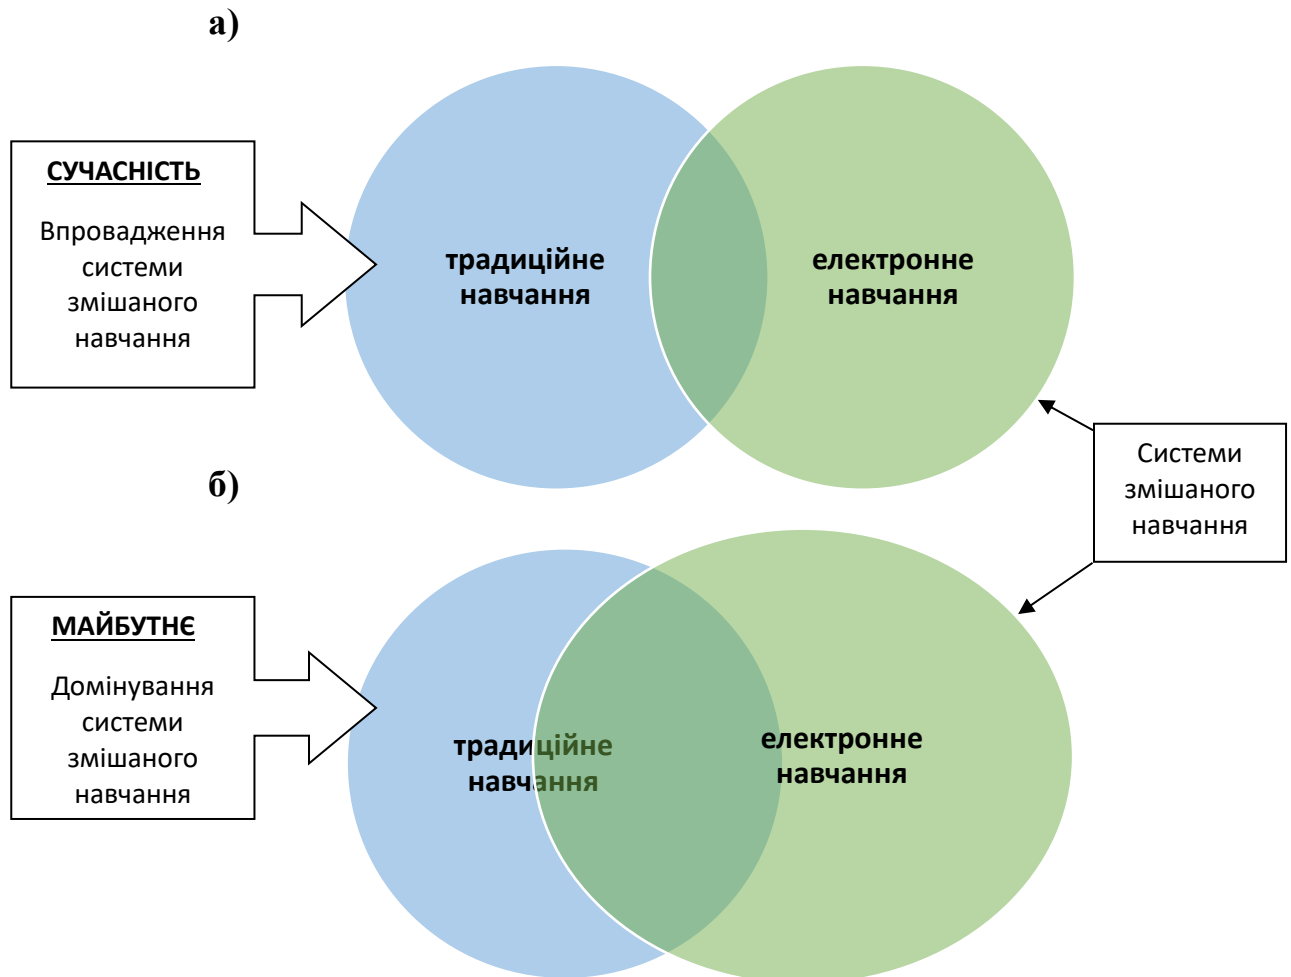 а)
СУЧАСНІСТЬ
Впровадження
системи
змішаного
навчання
традиційне
навчання
електронне
навчання
Системи
змішаного
навчання
б)
МАЙБУТНЄ
Домінування
системи
змішаного
навчання
традиційне
навчання
електронне
навчання